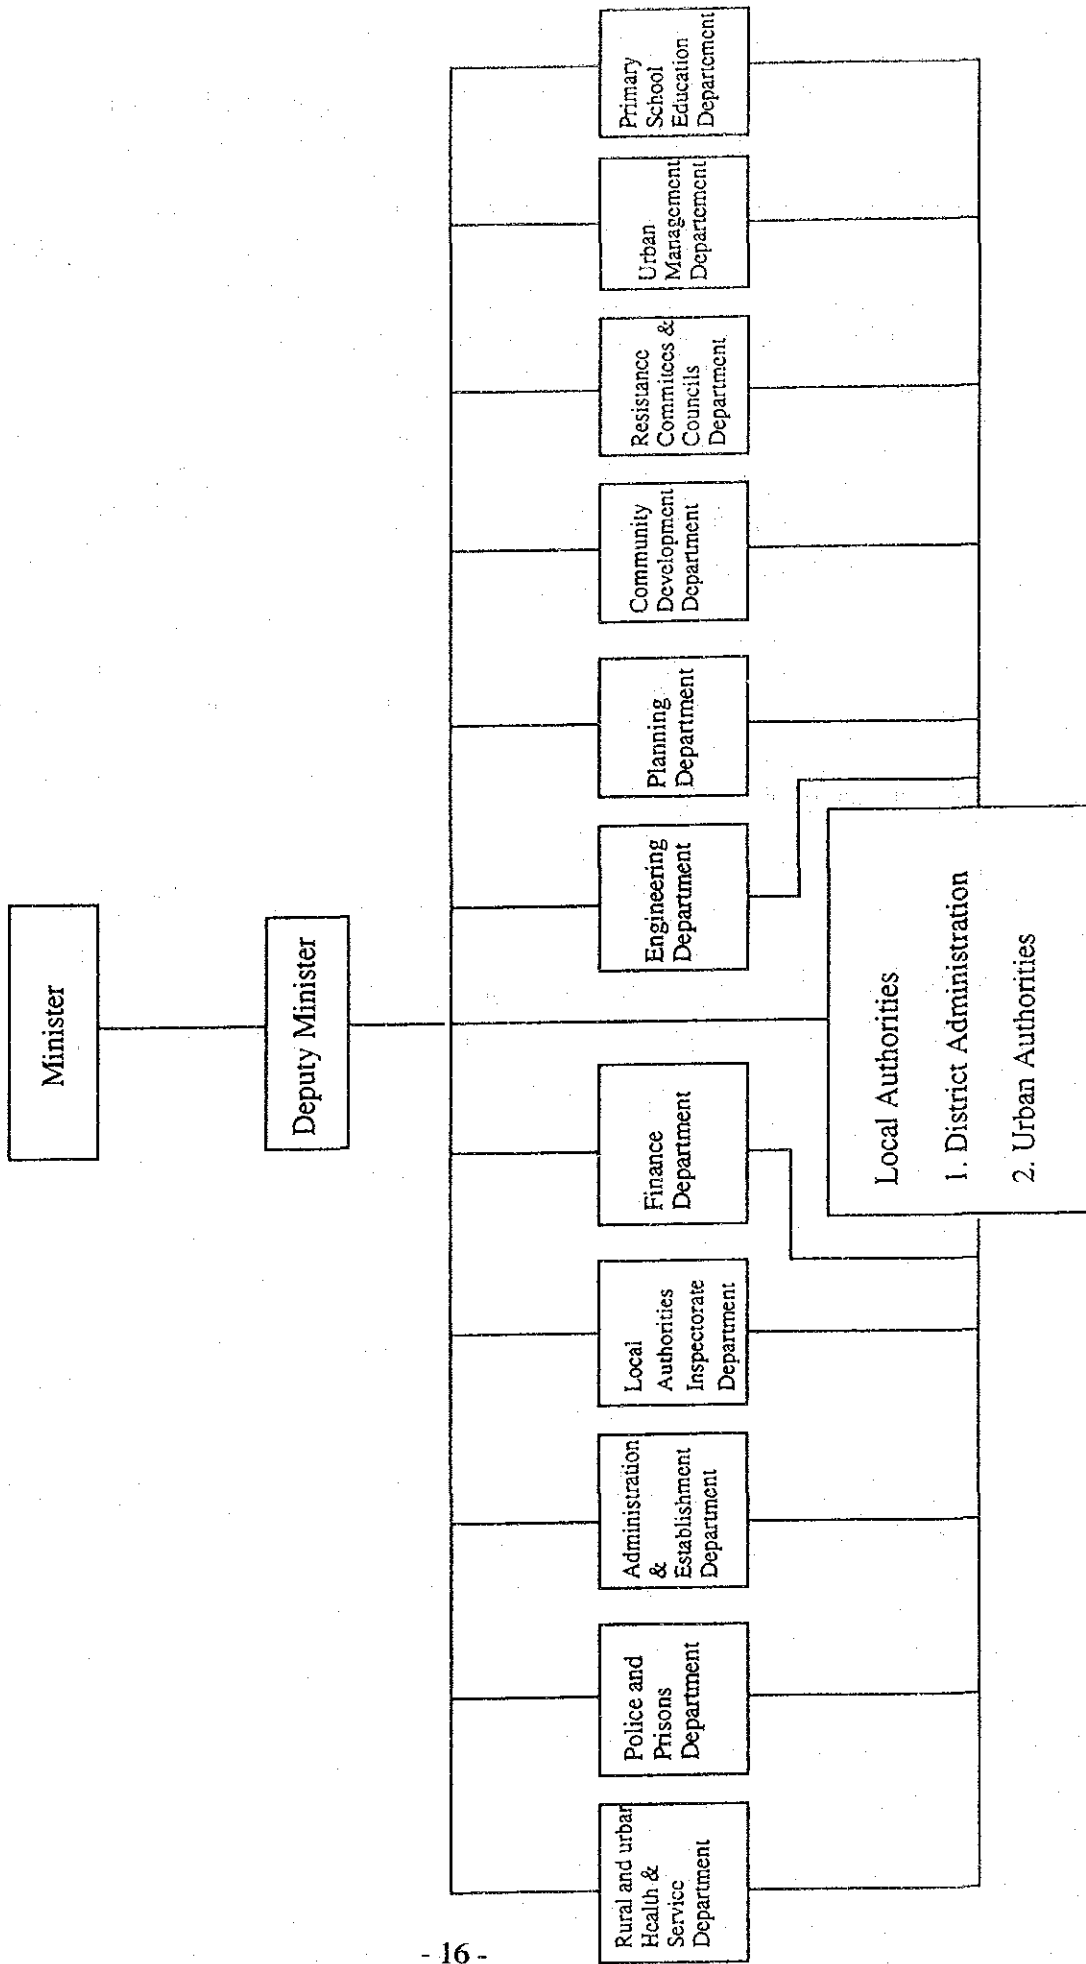 Minister
Deputy Minister
Rural and urban
Health &
Service
Department
Police and
Prisons
Department
Administration
&
Establishment
Department
Local
Authorities
Inspectorate
Department
Finance
Department
Engineering
Department
Planning
Department
Community
Development
Department
Resistance
Commitees &
Councils
Department
Urban
Management
Departement
Primary
School
Education
Departement
Local Authorities
1. District Administration
2. Urban Authorities
- 16 -